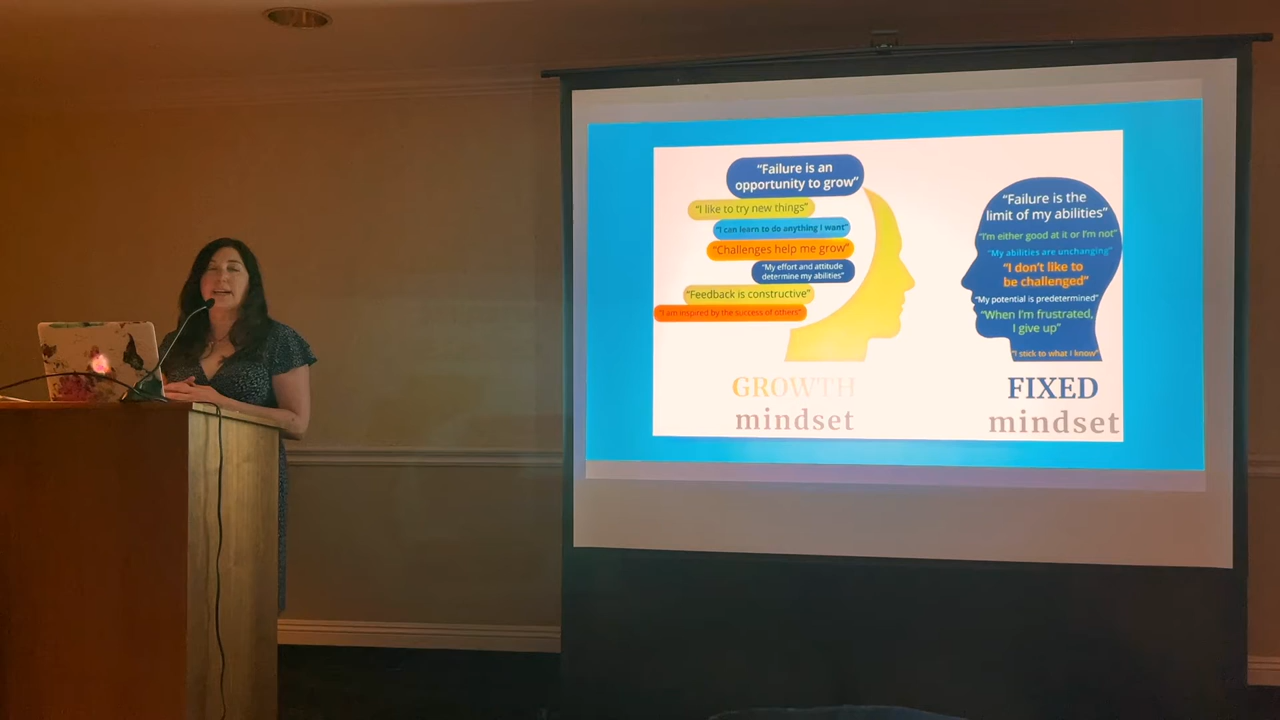 “Failure is an
opportunity to grow”
“I like to try new things”
“I can learn to do anything I want”
“Challenges help me grow”
“My effort and attitude
determine my abilities”
“Feedback is constructive”
“I am inspired by the success of others”
GROWTH
mindset
“Failure is the
limit of my abilities”
“I’m either good at it or I’m not”
“My abilities are unchanging”
“I don’t like to
be challenged”
“My potential is predetermined”
“When I’m frustrated,
I give up”
“I stick to what I know”
FIXED
mindset